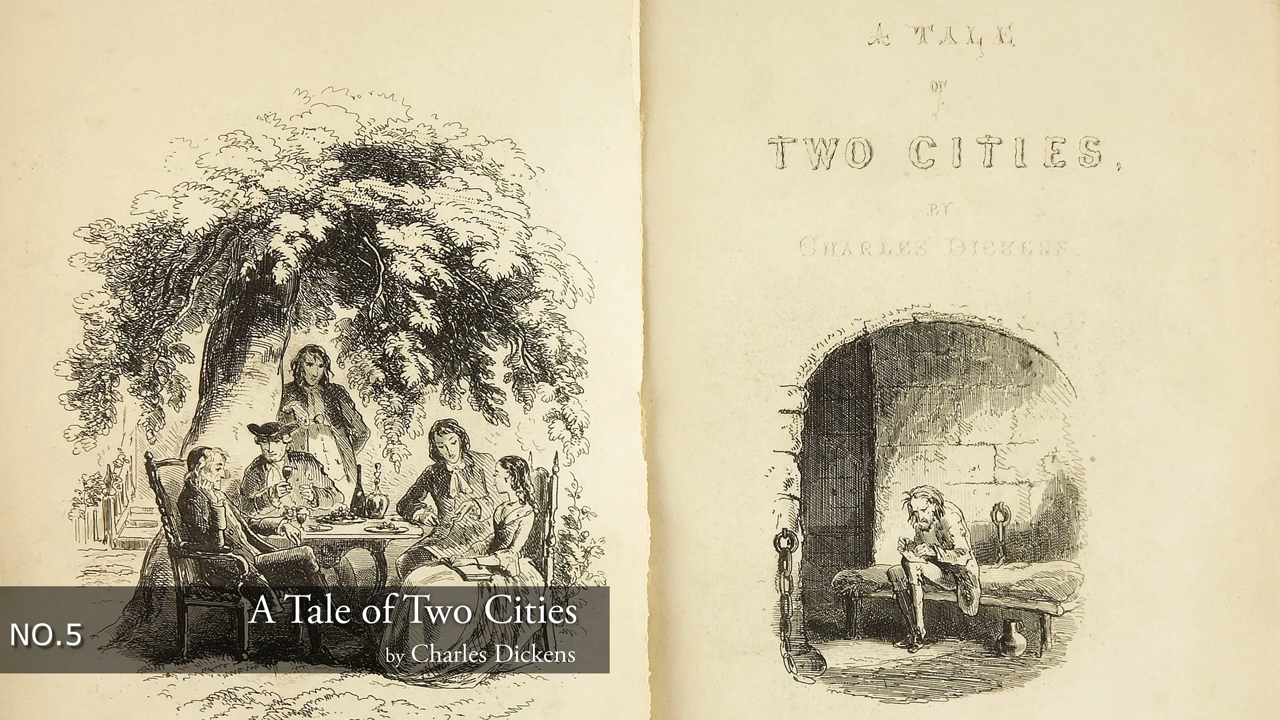 A TALE
OF
TWO CITIES,
BY
CHARLES DICKENS.
NO.5
A Tale of Two Cities
by Charles Dickens